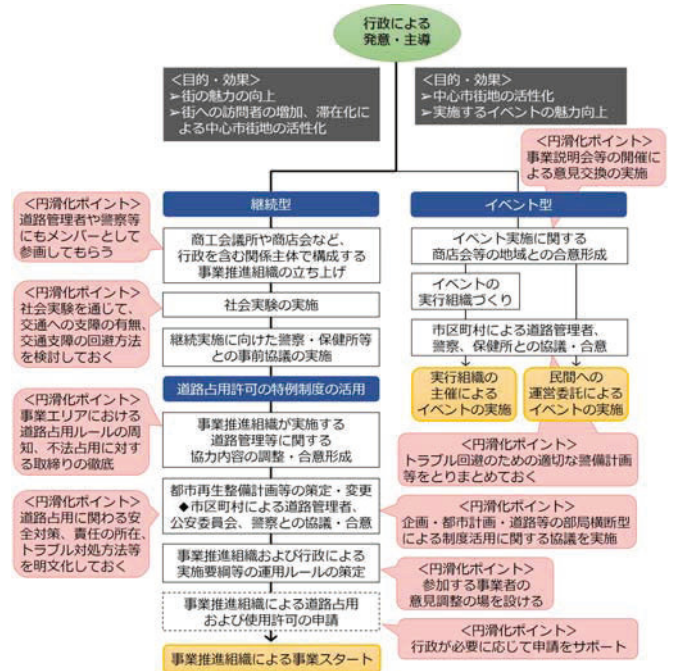 行政による
発意・主導
＜目的・効果＞
➢街の魅力の向上
➢街への訪問者の増加、滞在化に
よる中心市街地の活性化
＜目的・効果＞
➢中心市街地の活性化
➢実施するイベントの魅力向上
＜円滑化ポイント＞
事業説明会等の開催に
よる意見交換の実施
継続型
イベント型
＜円滑化ポイント＞
道路管理者や警察等
にもメンバーとして
参画してもらう
商工会議所や商店会など、
行政を含む関係主体で構成する
事業推進組織の立ち上げ
イベント実施に関する
商店会等の地域との合意形成
イベントの
実行組織づくり
＜円滑化ポイント＞
社会実験を通じて、
交通への支障の有無、
交通支障の回避方法
を検討しておく
社会実験の実施
継続実施に向けた警察・保健所等
との事前協議の実施
市区町村による道路管理者、
警察、保健所との協議・合意
実行組織の
主催による
イベントの実施
民間への
運営委託による
イベントの実施
道路占用許可の特例制度の活用
＜円滑化ポイント＞
事業エリアにおける
道路占用ルールの周
知、不法占用に対する
取締りの徹底
事業推進組織が実施する
道路管理等に関する
協力内容の調整・合意形成
＜円滑化ポイント＞
トラブル回避のための適切な警備計画
等をとりまとめておく
＜円滑化ポイント＞
道路占用に関わる安
全対策、責任の所在、
トラブル対処方法等
を明文化しておく
都市再生整備計画等の策定・変更
◆市区町村による道路管理者、
公安委員会、警察との協議・合意
＜円滑化ポイント＞
企画・都市計画・道路等の部局横断型
による制度活用に関する協議を実施
事業推進組織および行政による
実施要綱等の運用ルールの策定
＜円滑化ポイント＞
参加する事業者の
意見調整の場を設ける
事業推進組織による道路占用
および使用許可の申請
＜円滑化ポイント＞
行政が必要に応じて申請をサポート
事業推進組織による事業スタート